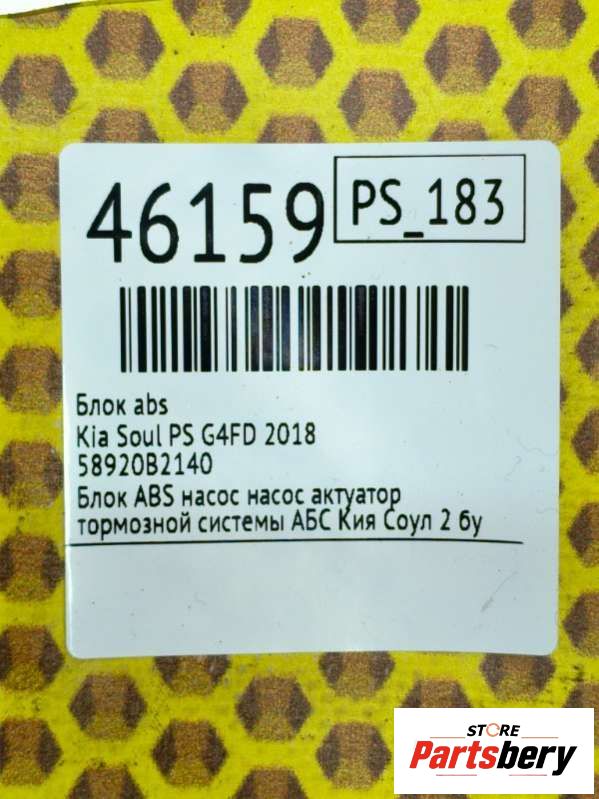 46159
PS_183
Блок abs
Kia Soul PS G4FD 2018
58920B2140
Блок ABS насос насос актуатор
тормозной системы АБС Кия Соул 2 бу
STORE
Partsbery